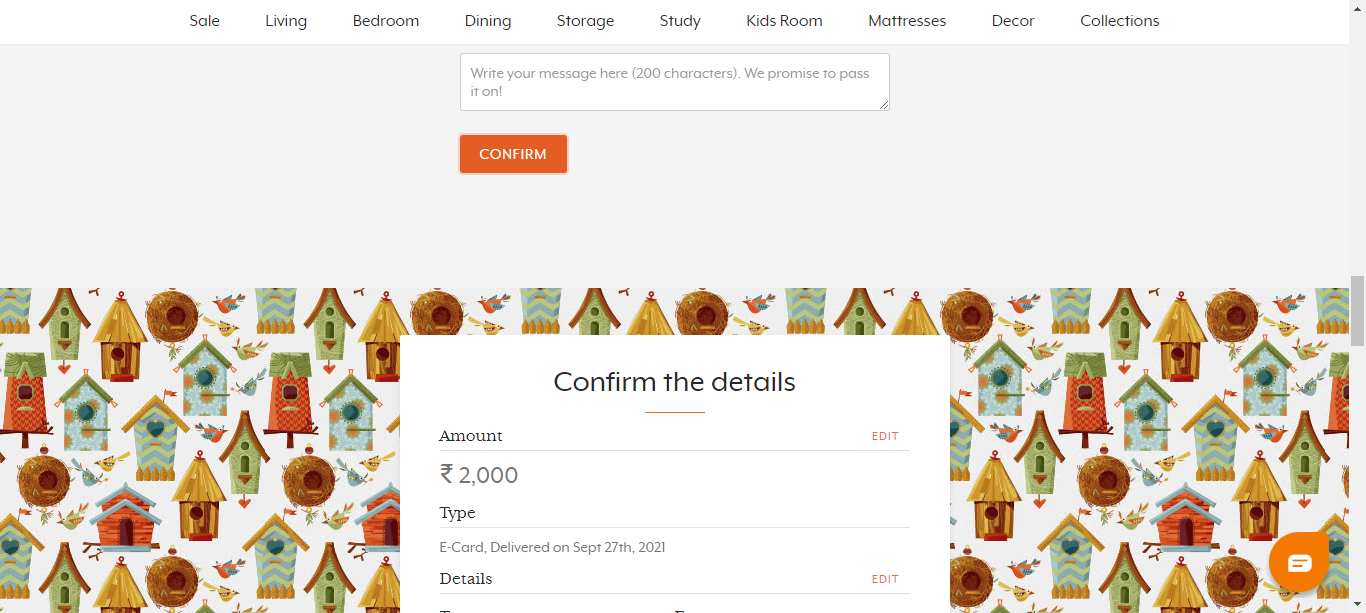 Sale Living Bedroom Dining Storage Study Kids Room Mattresses Decor Collections
Write your message here (200 characters). We promise to pass
it on!
CONFIRM
Confirm the details
Amount EDIT
₹ 2,000
Type
E-Card, Delivered on Sept 27th, 2021
Details EDIT